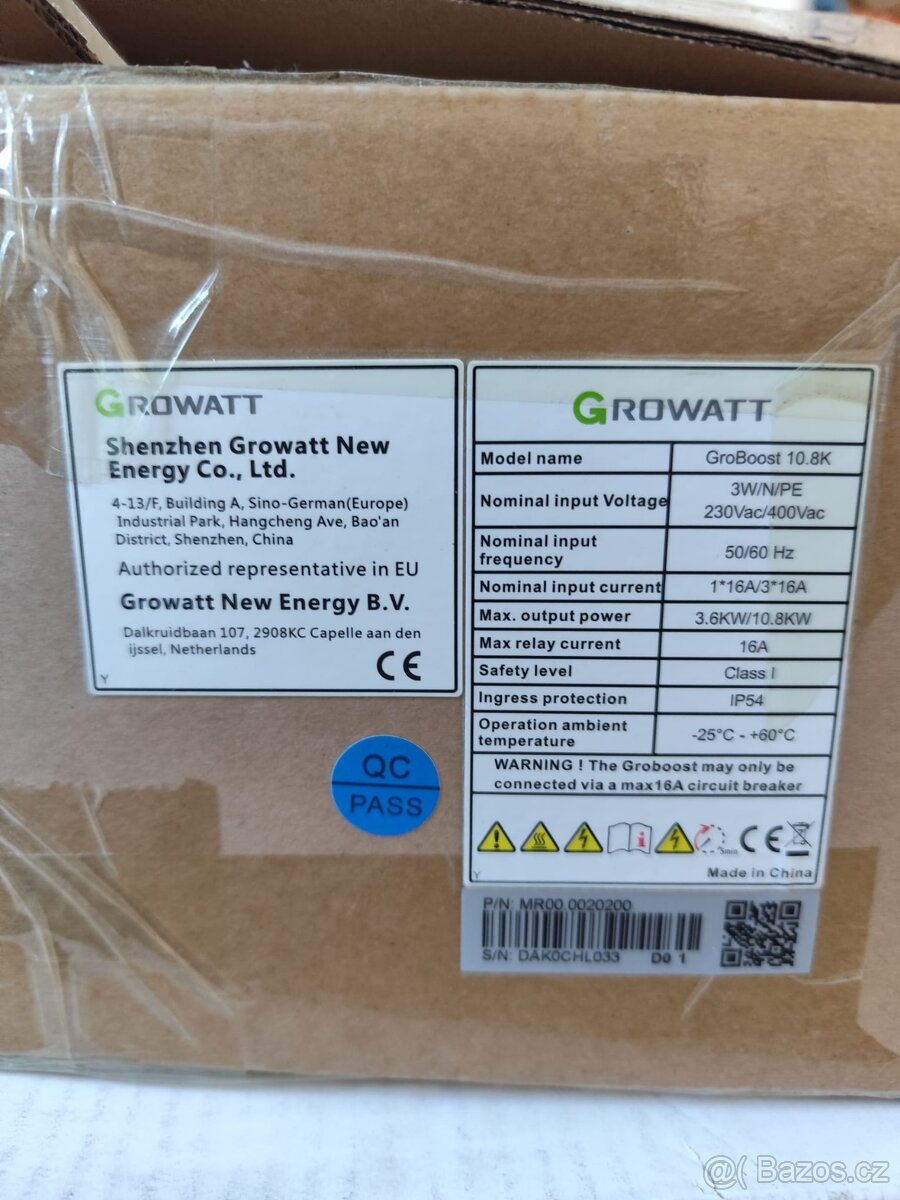 GROWATT
Shenzhen Growatt New
Energy Co., Ltd.
4-13/F, Building A, Sino-German(Europe)
Industrial Park, Hangcheng Ave, Bao'an
District, Shenzhen, China
Authorized representative in EU
Growatt New Energy B.V.
Dalkruidbaan 107, 2908KC Capelle aan den
ijssel, Netherlands
CE
Y
QC
PASS
GROWATT
Model name GroBoost 10.8K
Nominal input Voltage 3W/N/PE
230Vac/400Vac
Nominal input
frequency 50/60 Hz
Nominal input current 1*16A/3*16A
Max. output power 3.6KW/10.8KW
Max relay current 16A
Safety level Class I
Ingress protection IP54
Operation ambient
temperature -25°C - +60°C
WARNING ! The Groboost may only be
connected via a max16A circuit breaker
5min CE
Y Made in China
P/N: MR00.0020200
S/N: DAK0CHL033 D0 1
@( Bazos.cz